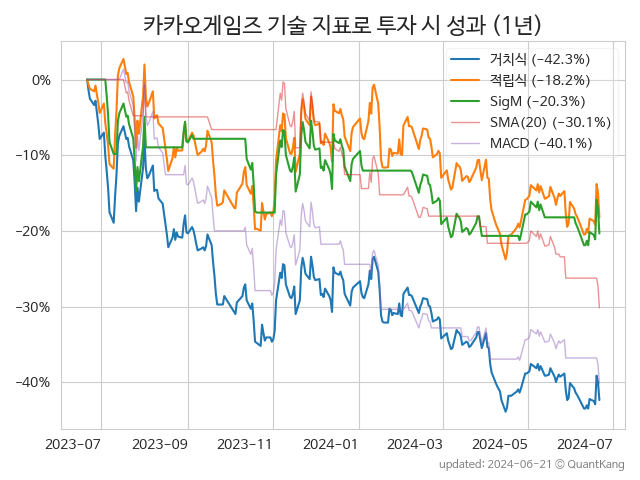 카카오게임즈 기술 지표로 투자 시 성과 (1년)
거치식 (−42.3%)
적립식 (−18.2%)
SigM (−20.3%)
SMA(20) (−30.1%)
MACD (−40.1%)
0%
−10%
−20%
−30%
−40%
2023−07 2023−09 2023−11 2024−01 2024−03 2024−05 2024−07
updated: 2024−06−21 © QuantKang